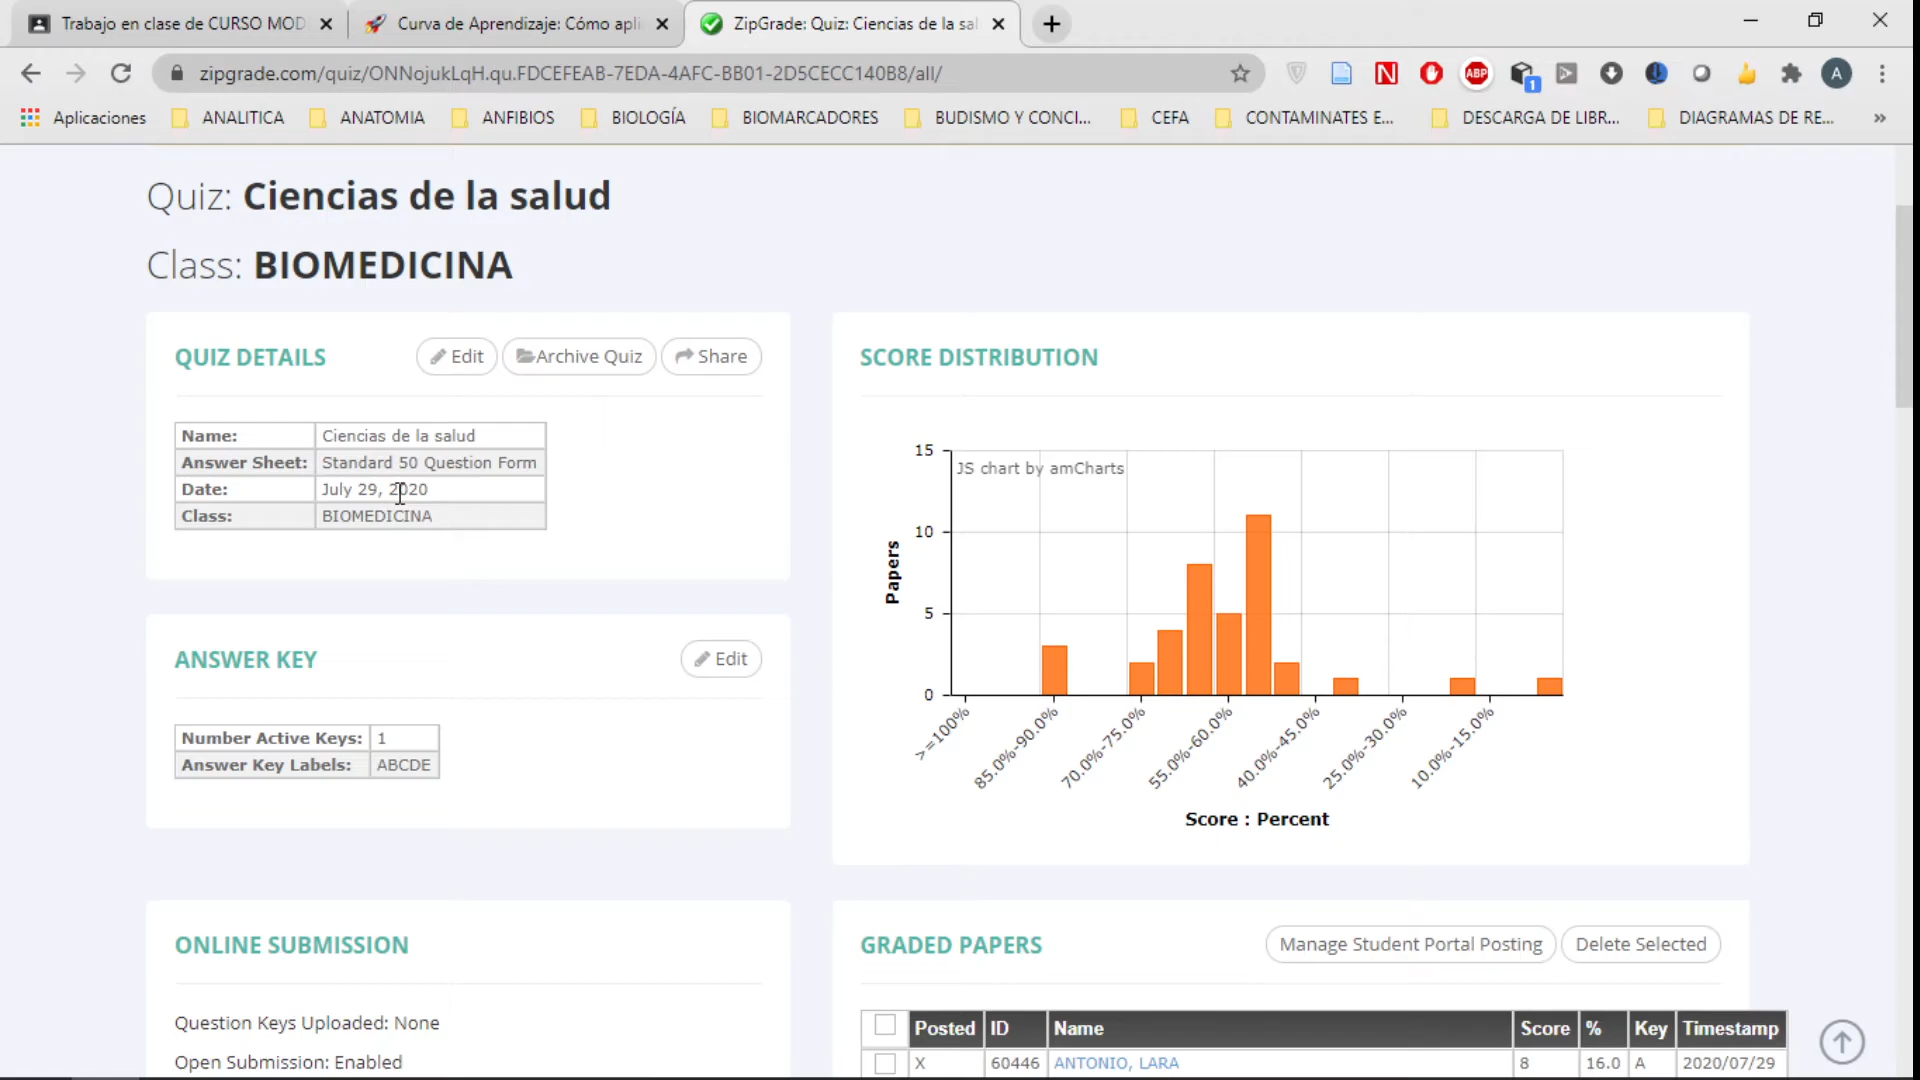 Trabajo en clase de CURSO MOD
Curva de Aprendizaje: Cómo apli
ZipGrade: Quiz: Ciencias de la sal
zipgrade.com/quiz/ONNojukLqH.qu.FDCEFEAB-7EDA-4AFC-BB01-2D5CECC140B8/all/
N
ABP
1
A
Aplicaciones
ANALITICA
ANATOMIA
ANFIBIOS
BIOLOGÍA
BIOMARCADORES
BUDISMO Y CONCI...
CEFA
CONTAMINATES E...
DESCARGA DE LIBR...
DIAGRAMAS DE RE...
»
Quiz: Ciencias de la salud
Class: BIOMEDICINA
QUIZ DETAILS
Edit
Archive Quiz
Share
Name: Ciencias de la salud
Answer Sheet: Standard 50 Question Form
Date: July 29, 2020
Class: BIOMEDICINA
ANSWER KEY
Edit
Number Active Keys: 1
Answer Key Labels: ABCDE
ONLINE SUBMISSION
Question Keys Uploaded: None
Open Submission: Enabled
SCORE DISTRIBUTION
JS chart by amCharts
15
10
5
0
Papers
>=100%
85.0%-90.0%
70.0%-75.0%
55.0%-60.0%
40.0%-45.0%
25.0%-30.0%
10.0%-15.0%
Score : Percent
GRADED PAPERS
Manage Student Portal Posting
Delete Selected
Posted ID Name Score % Key Timestamp
X 60446 ANTONIO, LARA 8 16.0 A 2020/07/29